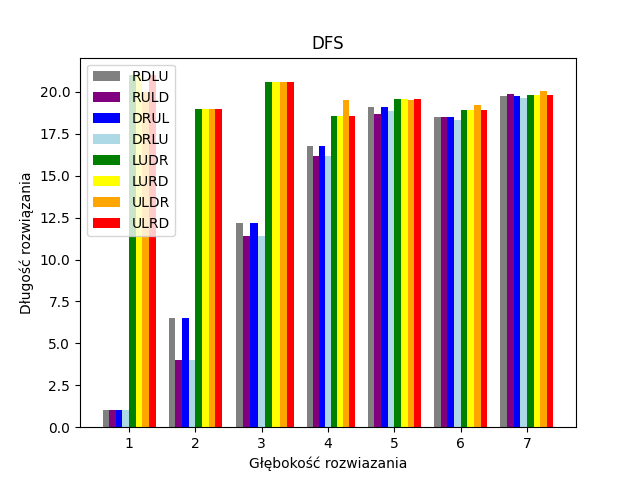 DFS
Długość rozwiązania
20.0
17.5
15.0
12.5
10.0
7.5
5.0
2.5
0.0
RDLU
RULD
DRUL
DRLU
LUDR
LURD
ULDR
ULRD
1 2 3 4 5 6 7
Głębokość rozwiazania